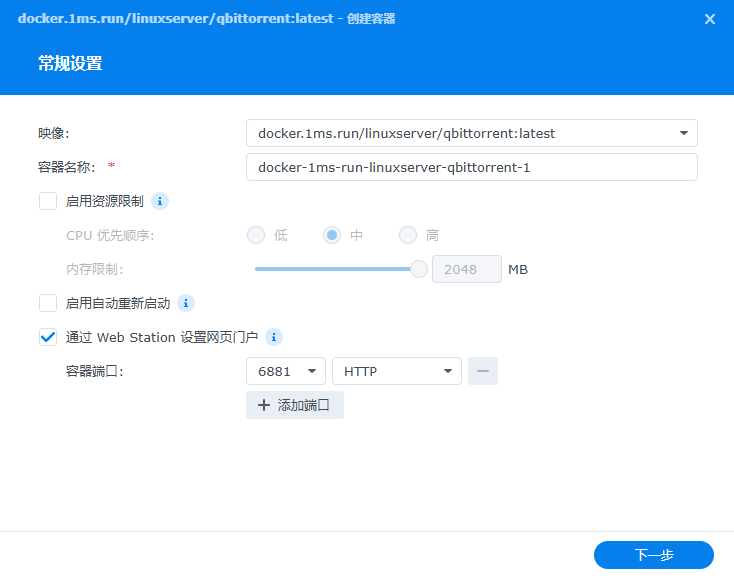 docker.1ms.run/linuxserver/qbittorrent:latest - 创建容器
常规设置
映像:
docker.1ms.run/linuxserver/qbittorrent:latest
容器名称: *
docker-1ms-run-linuxserver-qbittorrent-1
启用资源限制
CPU 优先顺序:
低 中 高
内存限制:
2048 MB
启用自动重新启动
通过 Web Station 设置网页门户
容器端口:
6881 HTTP
添加端口
下一步